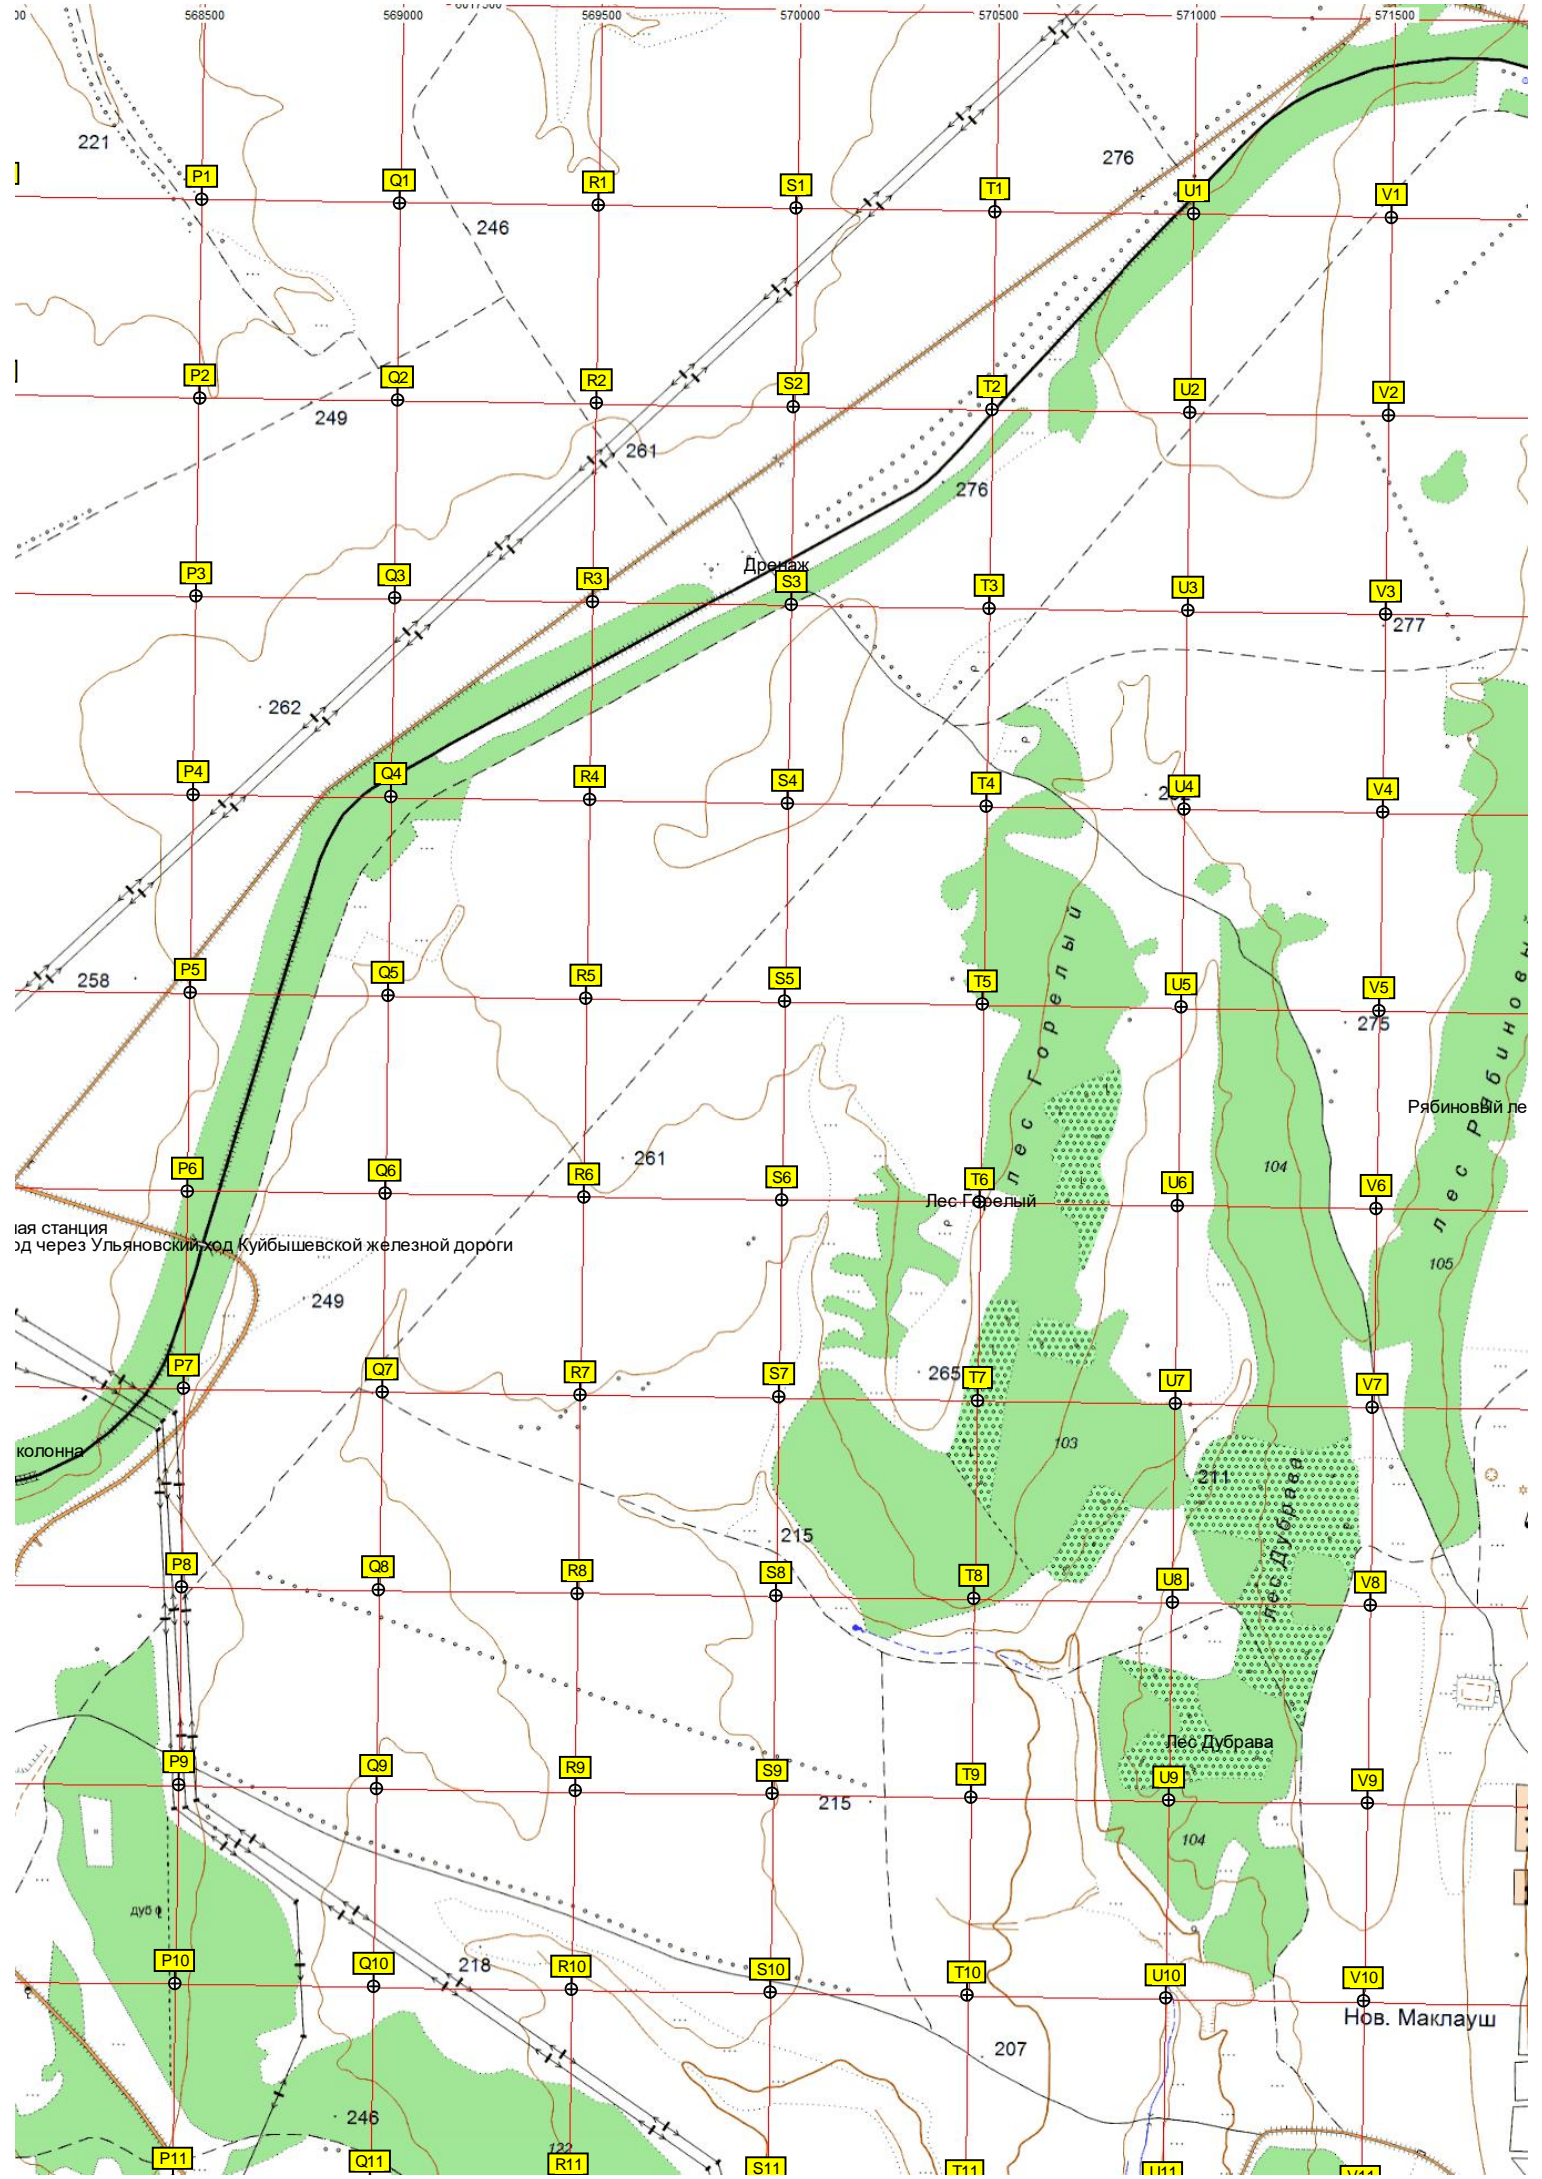 00 568500 569000 569500 570000 570500 571000 571500
221
276
P1 Q1 R1 S1 T1 U1 V1
246
P2 Q2 R2 S2 T2 U2 V2
249
261
276
Дренаж
P3 Q3 R3 S3 T3 U3 V3
277
262
P4 Q4 R4 S4 T4 U4 V4
258
P5 Q5 R5 S5 T5 U5 V5
275
лес Горелый
лес Рябиновый
Рябиновый ле
261
104
P6 Q6 R6 S6 T6 U6 V6
Лес Горелый
ная станция
од через Ульяновский ход Куйбышевской железной дороги
105
249
265
P7 Q7 R7 S7 T7 U7 V7
103
колонна
211
лес Дубрава
215
P8 Q8 R8 S8 T8 U8 V8
Лес Дубрава
P9 Q9 R9 S9 T9 U9 V9
215
104
дуб
218
P10 Q10 R10 S10 T10 U10 V10
Нов. Маклауш
207
246
122
P11 Q11 R11 S11 T11 U11 V11